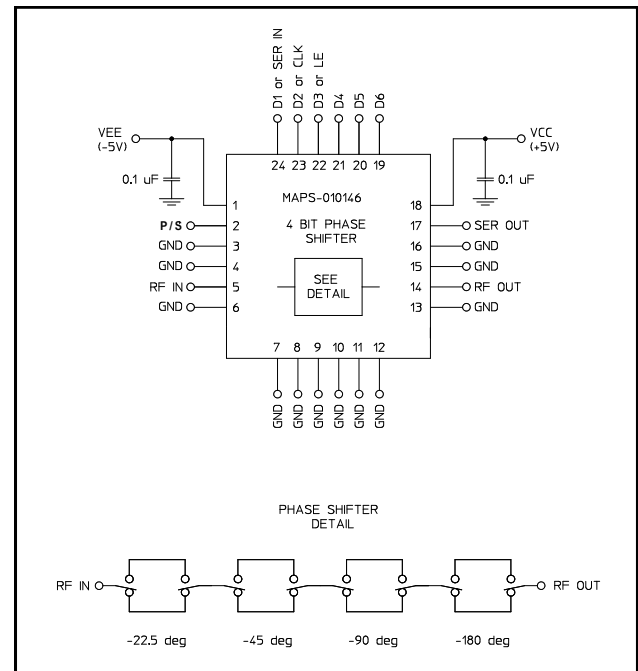 D1 or SER IN
D2 or CLK
D3 or LE
D4
D5
D6
VEE
(-5V)
VCC
(+5V)
24 23 22 21 20 19
0.1 uF
0.1 uF
MAPS-010146
4 BIT PHASE
SHIFTER
SEE
DETAIL
1
P/S 2
GND 3
GND 4
RF IN 5
GND 6
18
17 SER OUT
16 GND
15 GND
14 RF OUT
13 GND
7 8 9 10 11 12
GND GND GND GND GND GND
PHASE SHIFTER
DETAIL
RF IN RF OUT
-22.5 deg -45 deg -90 deg -180 deg